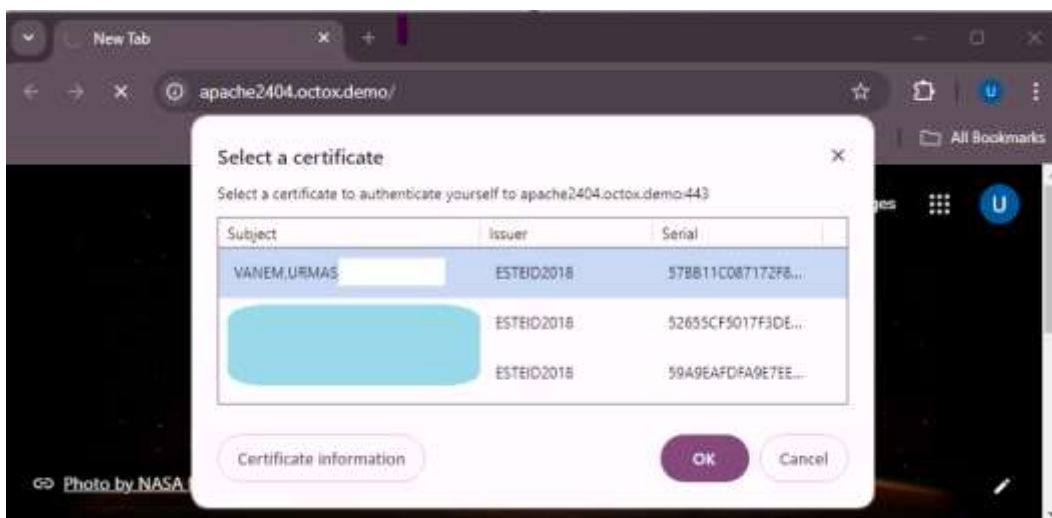 New Tab
apache2404.octox.demo/
U
All Bookmarks
Select a certificate
Select a certificate to authenticate yourself to apache2404.octox.demo:443
ges
U
Subject Issuer Serial
VANEM,URMAS ESTEID2018 57BB11C087172F8...
ESTEID2018 52655CF5017F3DE...
ESTEID2018 59A9EAFDFA9E7EE...
Certificate information OK Cancel
Photo by NASA